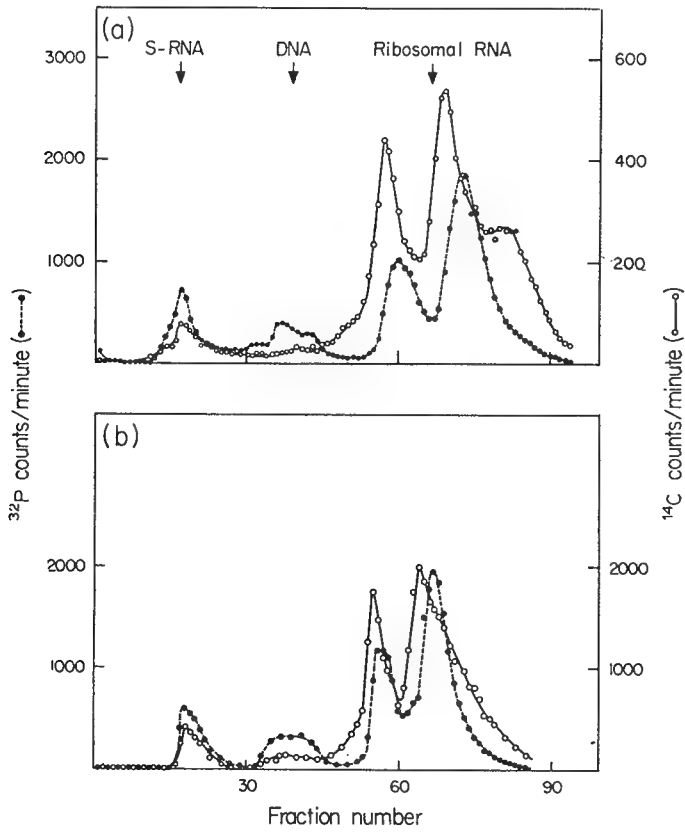 (a)
S-RNA DNA Ribosomal RNA
3000
2000
1000
600
400
200
(b)
2000
1000
2000
1000
30 60 90
Fraction number
³²P counts/minute (●----●)
¹⁴C counts/minute (○——○)